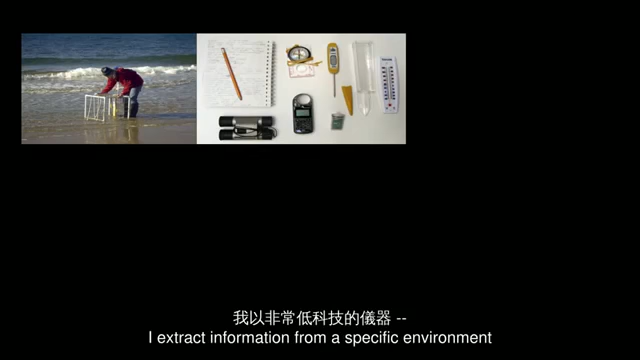 我以非常低科技的儀器 --
I extract information from a specific environment